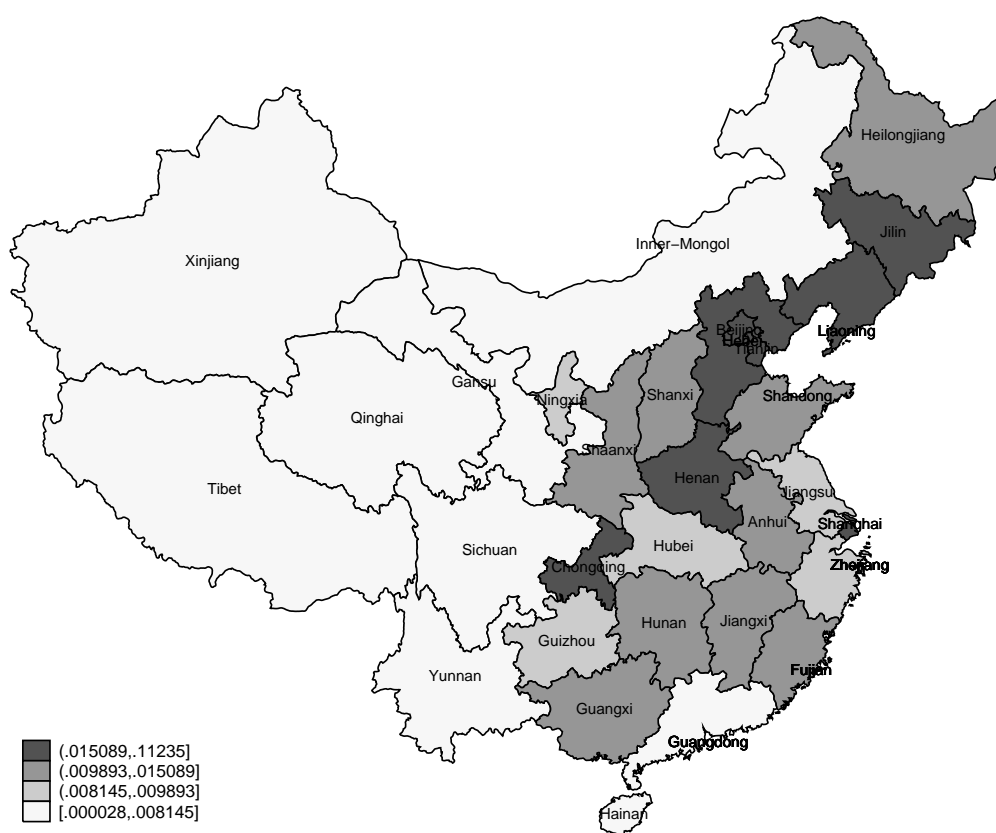 Heilongjiang
Jilin
Inner−Mongol
Xinjiang
Beijing
Hebei
Tianjin
Liaoning
Gansu
Ningxia
Shanxi
Shandong
Qinghai
Shaanxi
Henan
Tibet
Jiangsu
Anhui
Shanghai
Sichuan
Hubei
Chongqing
Zhejiang
Guizhou
Hunan
Jiangxi
Yunnan
Fujian
Guangxi
Guangdong
Hainan
(.015089,.11235]
(.009893,.015089]
(.008145,.009893]
[.000028,.008145]